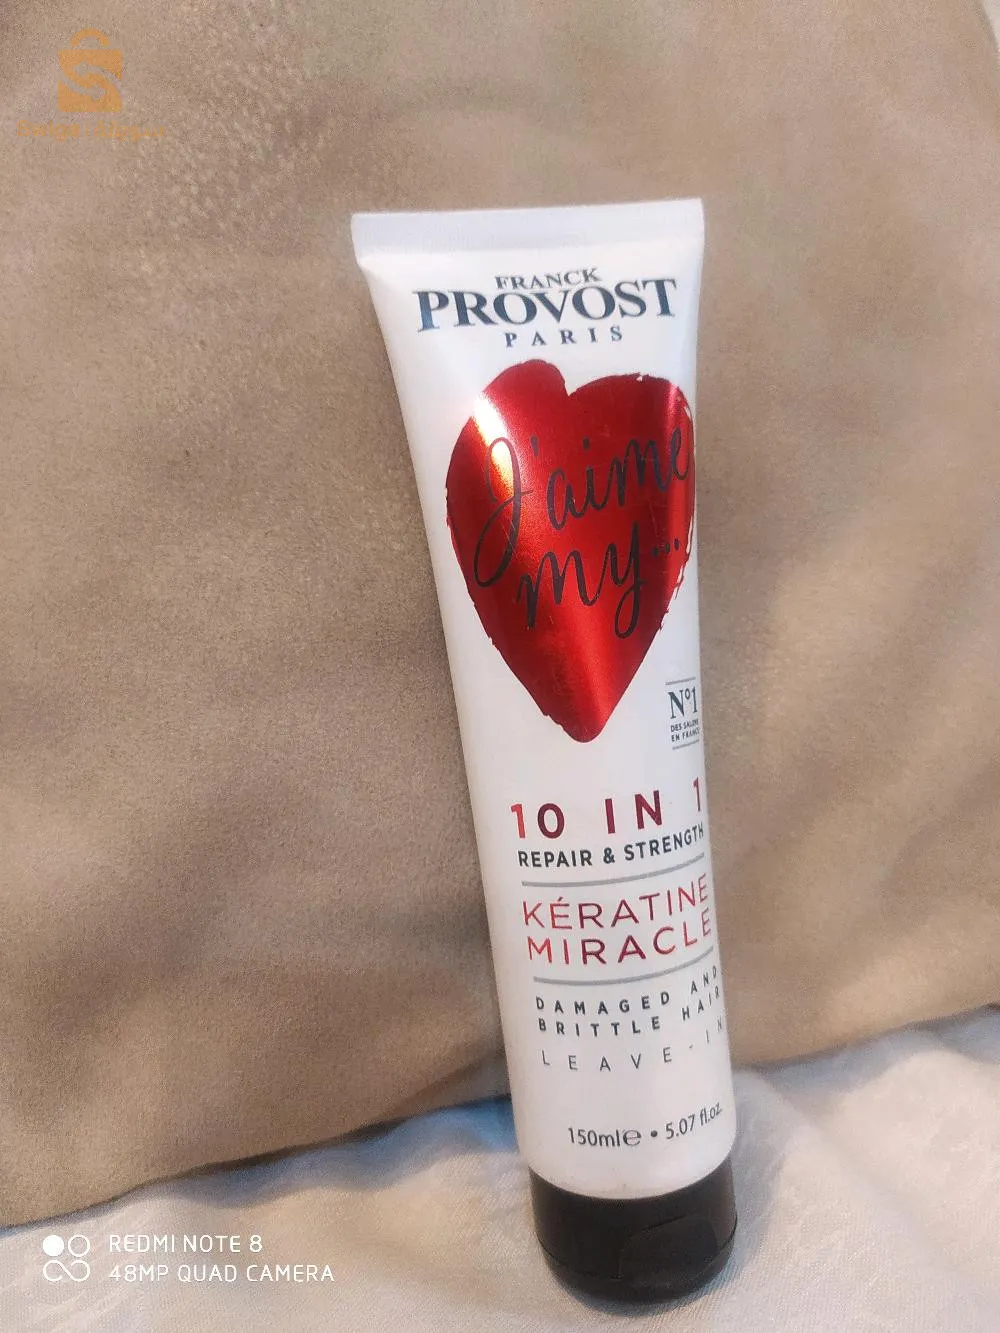 FRANCK
PROVOST
PARIS
J'aime
my...
N°1
DES SALONS
EN FRANCE
10 IN 1
REPAIR & STRENGTH
KÉRATINE
MIRACLE
DAMAGED AND
BRITTLE HAIR
LEAVE-IN
150ml℮ • 5.07 fl.oz.
REDMI NOTE 8
48MP QUAD CAMERA